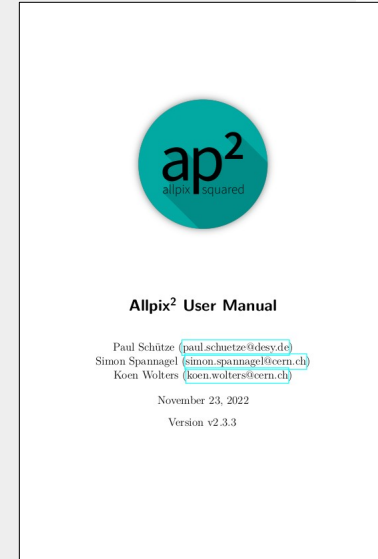 ap²
allpix squared
Allpix² User Manual
Paul Schütze (paul.schuetze@desy.de)
Simon Spannagel (simon.spannagel@cern.ch)
Koen Wolters (koen.wolters@cern.ch)
November 23, 2022
Version v2.3.3